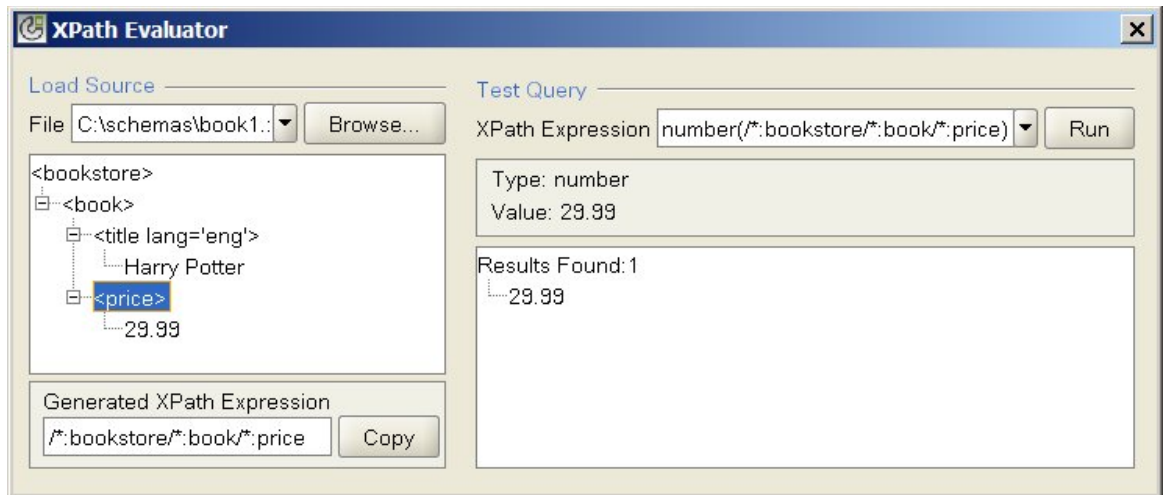 XPath Evaluator
Load Source
File C:\schemas\book1.: Browse...
<bookstore>
<book>
<title lang='eng'>
Harry Potter
<price>
29.99
Generated XPath Expression
/*:bookstore/*:book/*:price Copy
Test Query
XPath Expression number(/*:bookstore/*:book/*:price) Run
Type: number
Value: 29.99
Results Found:1
29.99